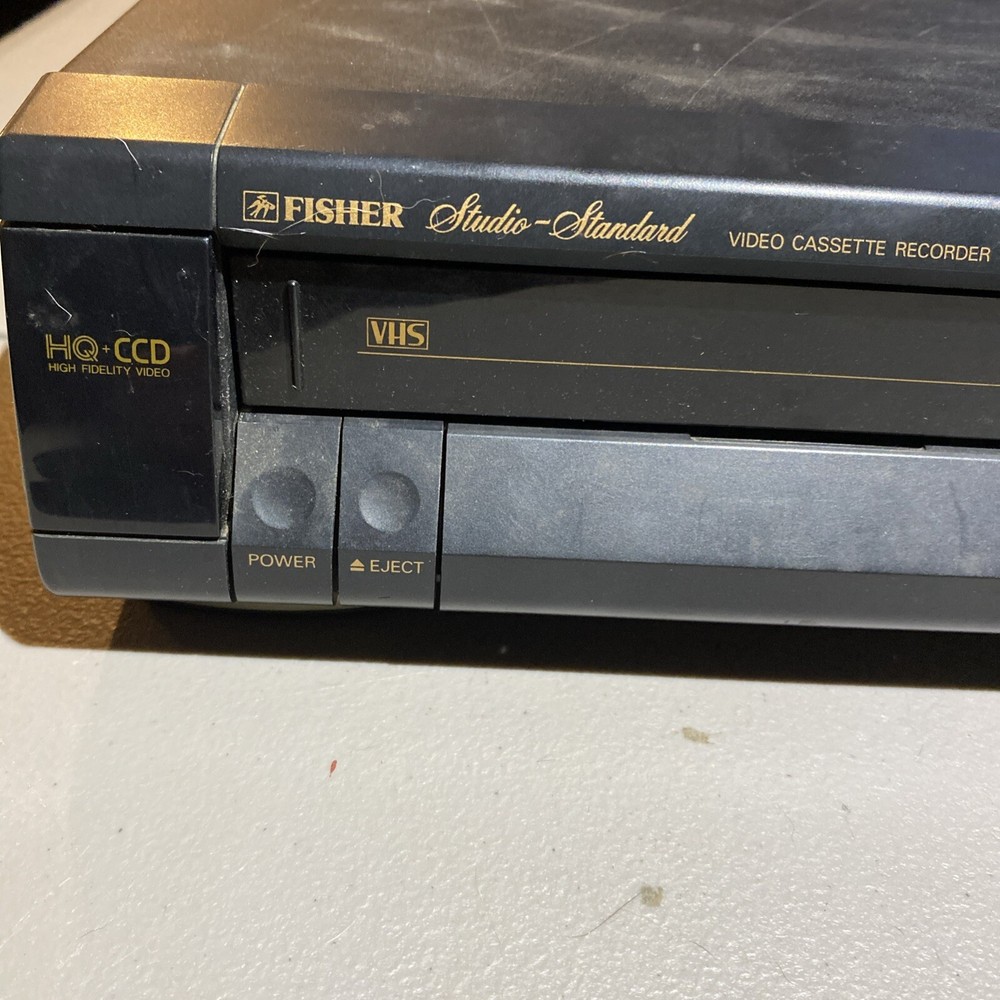 FISHER Studio-Standard VIDEO CASSETTE RECORDER
VHS
HQ+CCD
HIGH FIDELITY VIDEO
POWER
⏏ EJECT